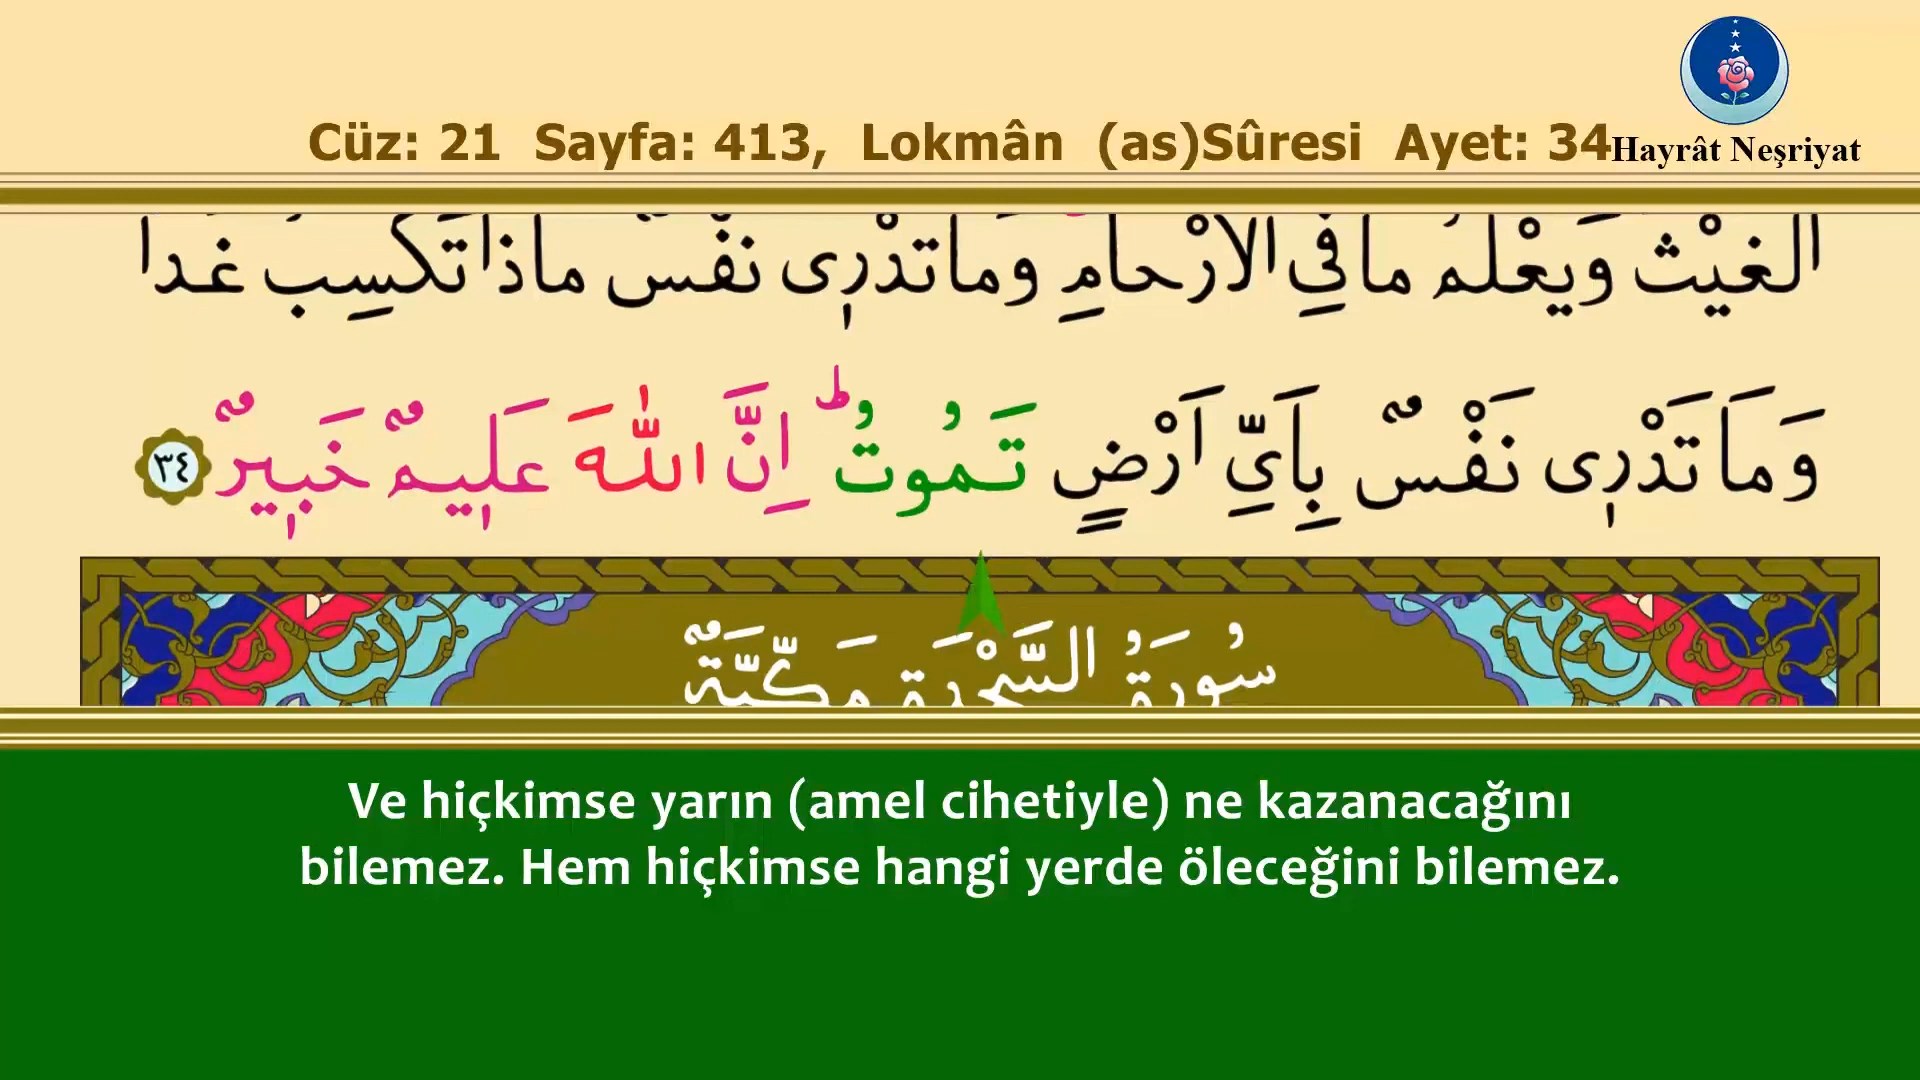 Cüz: 21 Sayfa: 413, Lokmân (as)Sûresi Ayet: 34
Hayrât Neşriyat
الْغَيْثَ وَيَعْلَمُ مَا فِي الْاَرْحَامِ وَمَا تَدْر۪ى نَفْسٌ مَاذَا تَكْسِبُ غَدًا
وَمَا تَدْر۪ى نَفْسٌ بِاَيِّ اَرْضٍ تَمُوتُ ط اِنَّ اللّٰهَ عَل۪يمٌ خَب۪يرٌ ٣٤
سُورَةُ السَّجْدَةِ مَكِّيَّةٌ
Ve hiçkimse yarın (amel cihetiyle) ne kazanacağını
bilemez. Hem hiçkimse hangi yerde öleceğini bilemez.